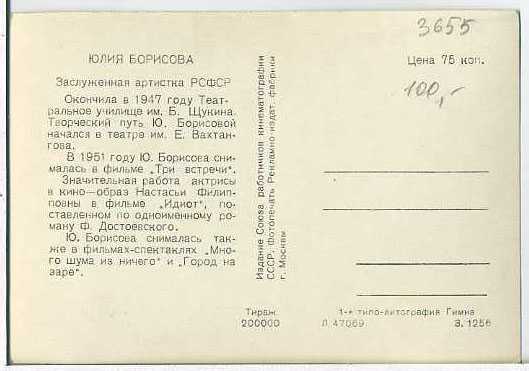 ЮЛИЯ БОРИСОВА
Заслуженная артистка РСФСР
Окончила в 1947 году Теат-
ральное училище им. Б. Щукина.
Творческий путь Ю. Борисовой
начался в театре им. Е. Вахтан-
гова.
В 1951 году Ю. Борисова сни-
малась в фильме „Три встречи“.
Значительная работа актрисы
в кино—образ Настасьи Филип-
повны в фильме „Идиот“, по-
ставленном по одноименному ро-
ману Ф. Достоевского.
Ю. Борисова снималась так-
же в фильмах-спектаклях „Мно-
го шума из ничего“ и „Город на
заре“.
Издание Союза работников кинематографии
СССР. Фотопечать Рекламно-издат. фабрики
г. Москвы
3655
Цена 75 коп.
100,-
Тираж
200000
1-я типо-литография Гимиз
Л 47069
З. 1256